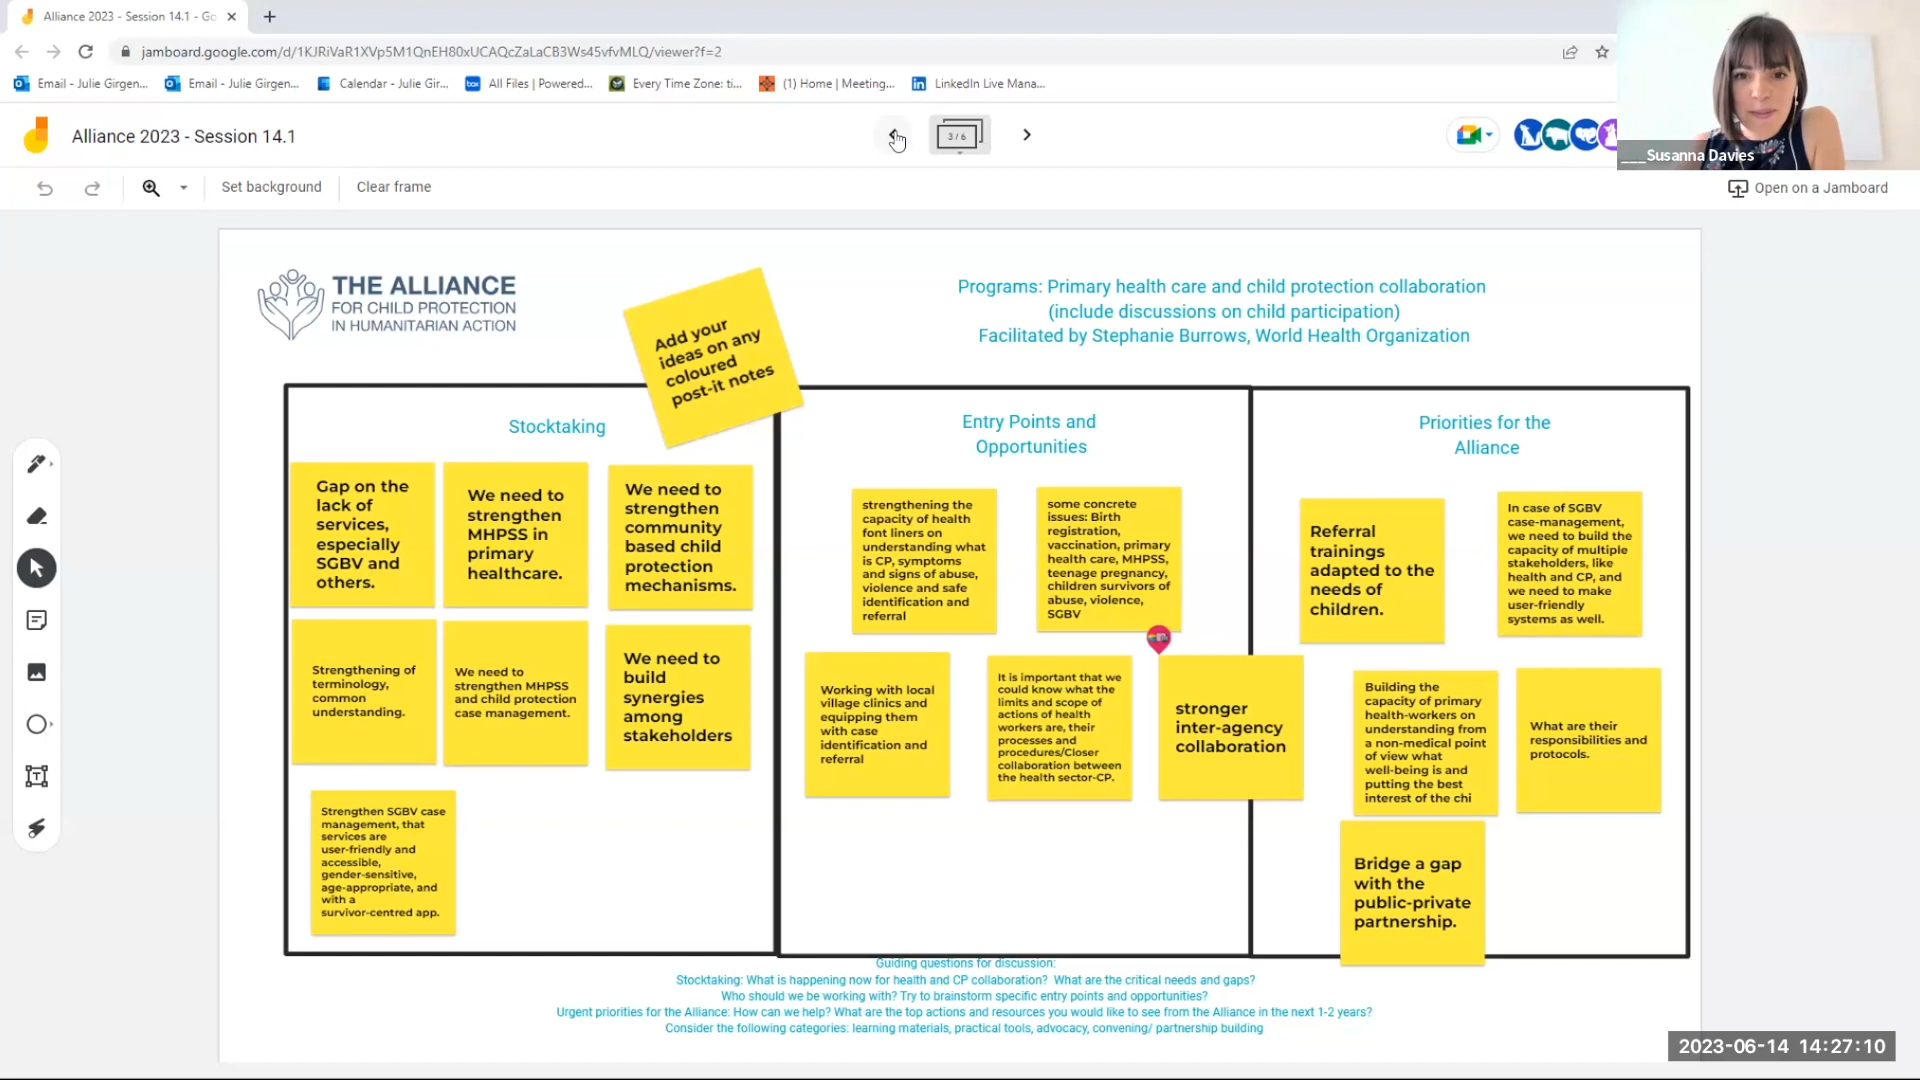 Alliance 2023 - Session 14.1 - Go
jamboard.google.com/d/1KJRiVaR1XVp5M1QnEH80xUCAQcZaLaCB3Ws45vfvMLQ/viewer?f=2
Email - Julie Girgen...
Email - Julie Girgen...
Calendar - Julie Gir...
box
All Files | Powered...
Every Time Zone: ti...
(1) Home | Meeting...
LinkedIn Live Mana...
Alliance 2023 - Session 14.1
3 / 6
___Susanna Davies
Set background
Clear frame
Open on a Jamboard
THE ALLIANCE
FOR CHILD PROTECTION
IN HUMANITARIAN ACTION
Add your
ideas on any
coloured
post-it notes
Programs: Primary health care and child protection collaboration
(include discussions on child participation)
Facilitated by Stephanie Burrows, World Health Organization
Stocktaking
Gap on the
lack of
services,
especially
SGBV and
others.
We need to
strengthen
MHPSS in
primary
healthcare.
We need to
strengthen
community
based child
protection
mechanisms.
Strengthening of
terminology,
common
understanding.
We need to
strengthen MHPSS
and child protection
case management.
We need to
build
synergies
among
stakeholders
Strengthen SGBV case
management, that
services are
user-friendly and
accessible,
gender-sensitive,
age-appropriate, and
with a
survivor-centred app.
Entry Points and
Opportunities
strengthening the
capacity of health
font liners on
understanding what
is CP, symptoms
and signs of abuse,
violence and safe
identification and
referral
some concrete
issues: Birth
registration,
vaccination, primary
health care, MHPSS,
teenage pregnancy,
children survivors of
abuse, violence,
SGBV
Working with local
village clinics and
equipping them
with case
identification and
referral
It is important that we
could know what the
limits and scope of
actions of health
workers are, their
processes and
procedures/Closer
collaboration between
the health sector-CP.
stronger
inter-agency
collaboration
Priorities for the
Alliance
Referral
trainings
adapted to the
needs of
children.
In case of SGBV
case-management,
we need to build the
capacity of multiple
stakeholders, like
health and CP, and
we need to make
user-friendly
systems as well.
Building the
capacity of primary
health-workers on
understanding from
a non-medical point
of view what
well-being is and
putting the best
interest of the chi
What are their
responsibilities and
protocols.
Bridge a gap
with the
public-private
partnership.
Guiding questions for discussion:
Stocktaking: What is happening now for health and CP collaboration? What are the critical needs and gaps?
Who should we be working with? Try to brainstorm specific entry points and opportunities?
Urgent priorities for the Alliance: How can we help? What are the top actions and resources you would like to see from the Alliance in the next 1-2 years?
Consider the following categories: learning materials, practical tools, advocacy, convening/ partnership building
2023-06-14 14:27:10